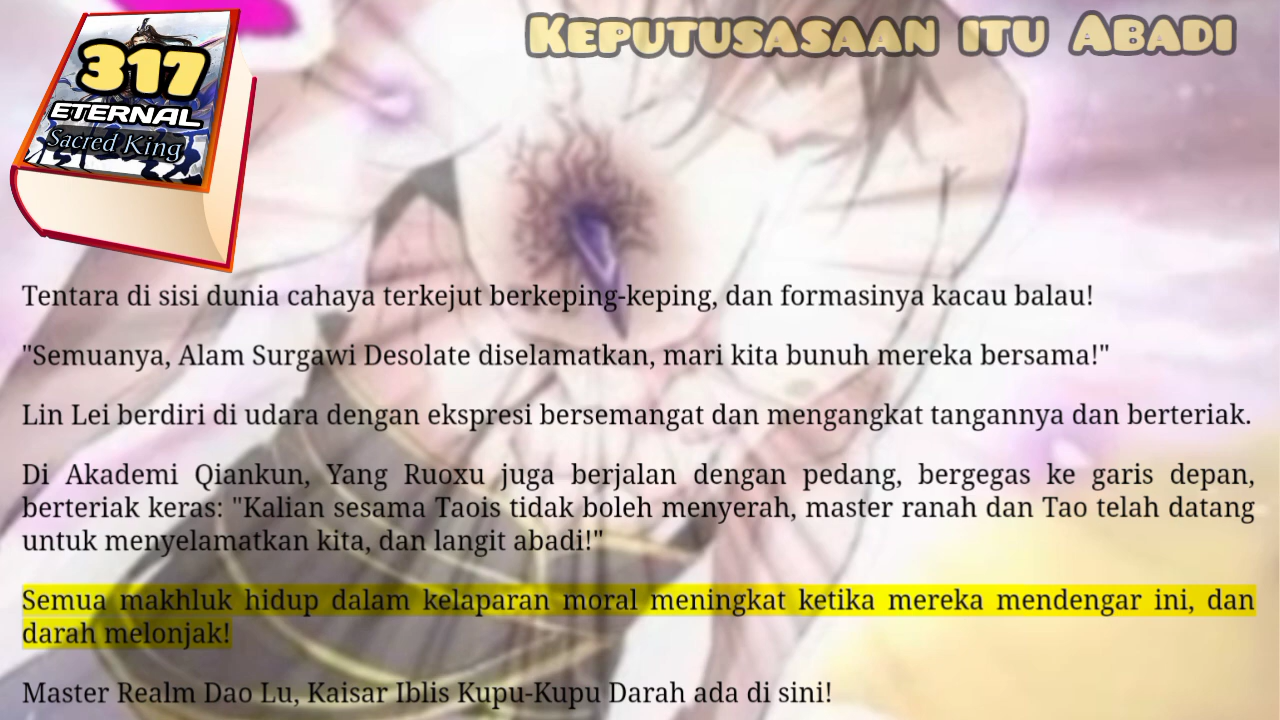 Keputusasaan itu Abadi
317
ETERNAL
Sacred King
Tentara di sisi dunia cahaya terkejut berkeping-keping, dan formasinya kacau balau!
"Semuanya, Alam Surgawi Desolate diselamatkan, mari kita bunuh mereka bersama!"
Lin Lei berdiri di udara dengan ekspresi bersemangat dan mengangkat tangannya dan berteriak.
Di Akademi Qiankun, Yang Ruoxu juga berjalan dengan pedang, bergegas ke garis depan,
berteriak keras: "Kalian sesama Taois tidak boleh menyerah, master ranah dan Tao telah datang
untuk menyelamatkan kita, dan langit abadi!"
Semua makhluk hidup dalam kelaparan moral meningkat ketika mereka mendengar ini, dan
darah melonjak!
Master Realm Dao Lu, Kaisar Iblis Kupu-Kupu Darah ada di sini!